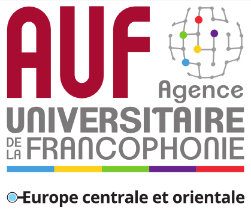 AUF
Agence
UNIVERSITAIRE
DE LA FRANCOPHONIE
Europe centrale et orientale